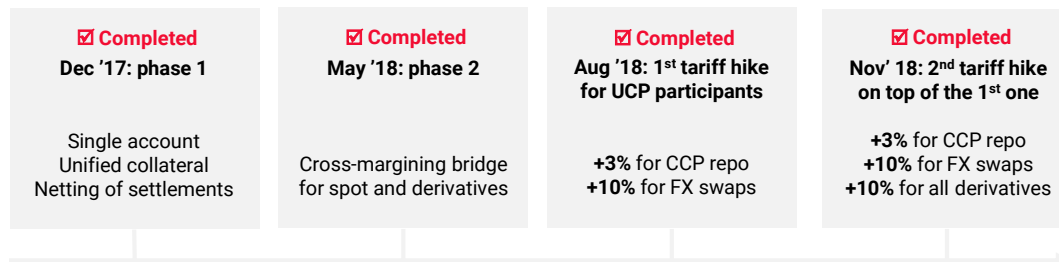 ☑ Completed
Dec ’17: phase 1
Single account
Unified collateral
Netting of settlements
☑ Completed
May ’18: phase 2
Cross-margining bridge
for spot and derivatives
☑ Completed
Aug ’18: 1st tariff hike
for UCP participants
+3% for CCP repo
+10% for FX swaps
☑ Completed
Nov’ 18: 2nd tariff hike
on top of the 1st one
+3% for CCP repo
+10% for FX swaps
+10% for all derivatives